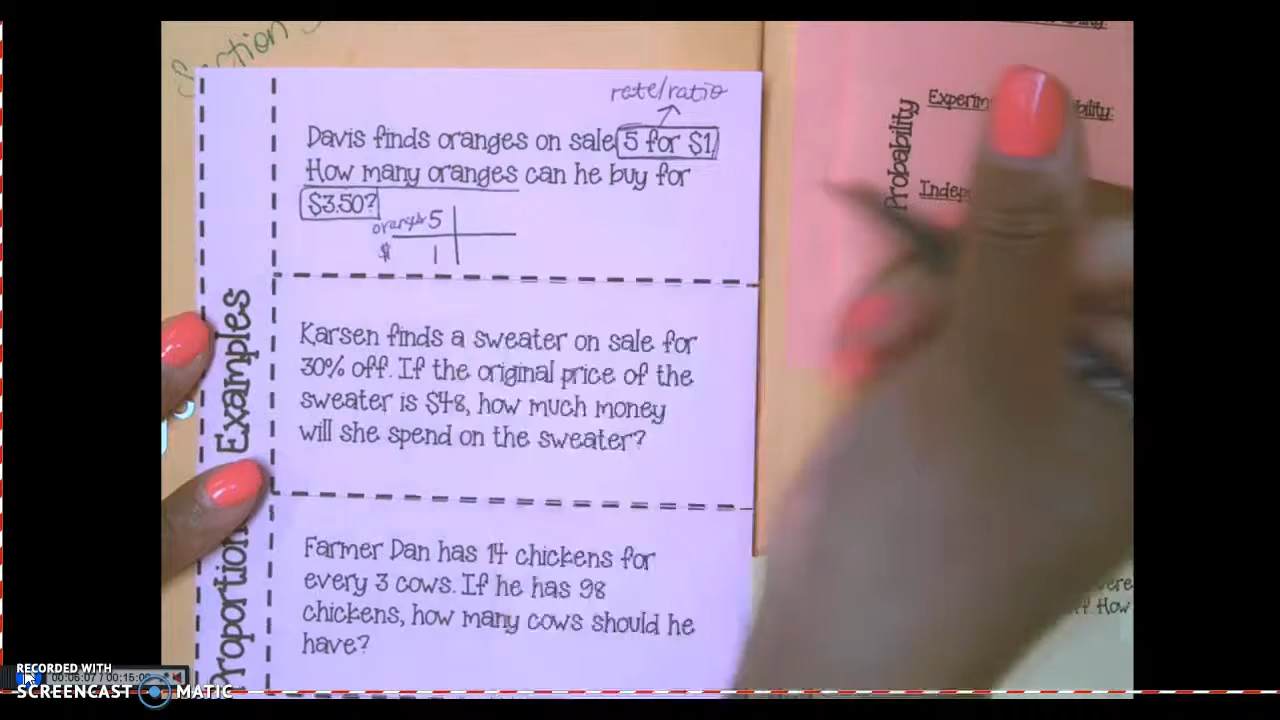 Section
rate/ratio
Davis finds oranges on sale 5 for $1.
How many oranges can he buy for
$3.50?
oranges 5
$ 1
Proportion Examples
Karsen finds a sweater on sale for
30% off. If the original price of the
sweater is $48, how much money
will she spend on the sweater?
Farmer Dan has 14 chickens for
every 3 cows. If he has 98
chickens, how many cows should he
have?
Probability
How
RECORDED WITH
SCREENCAST MATIC